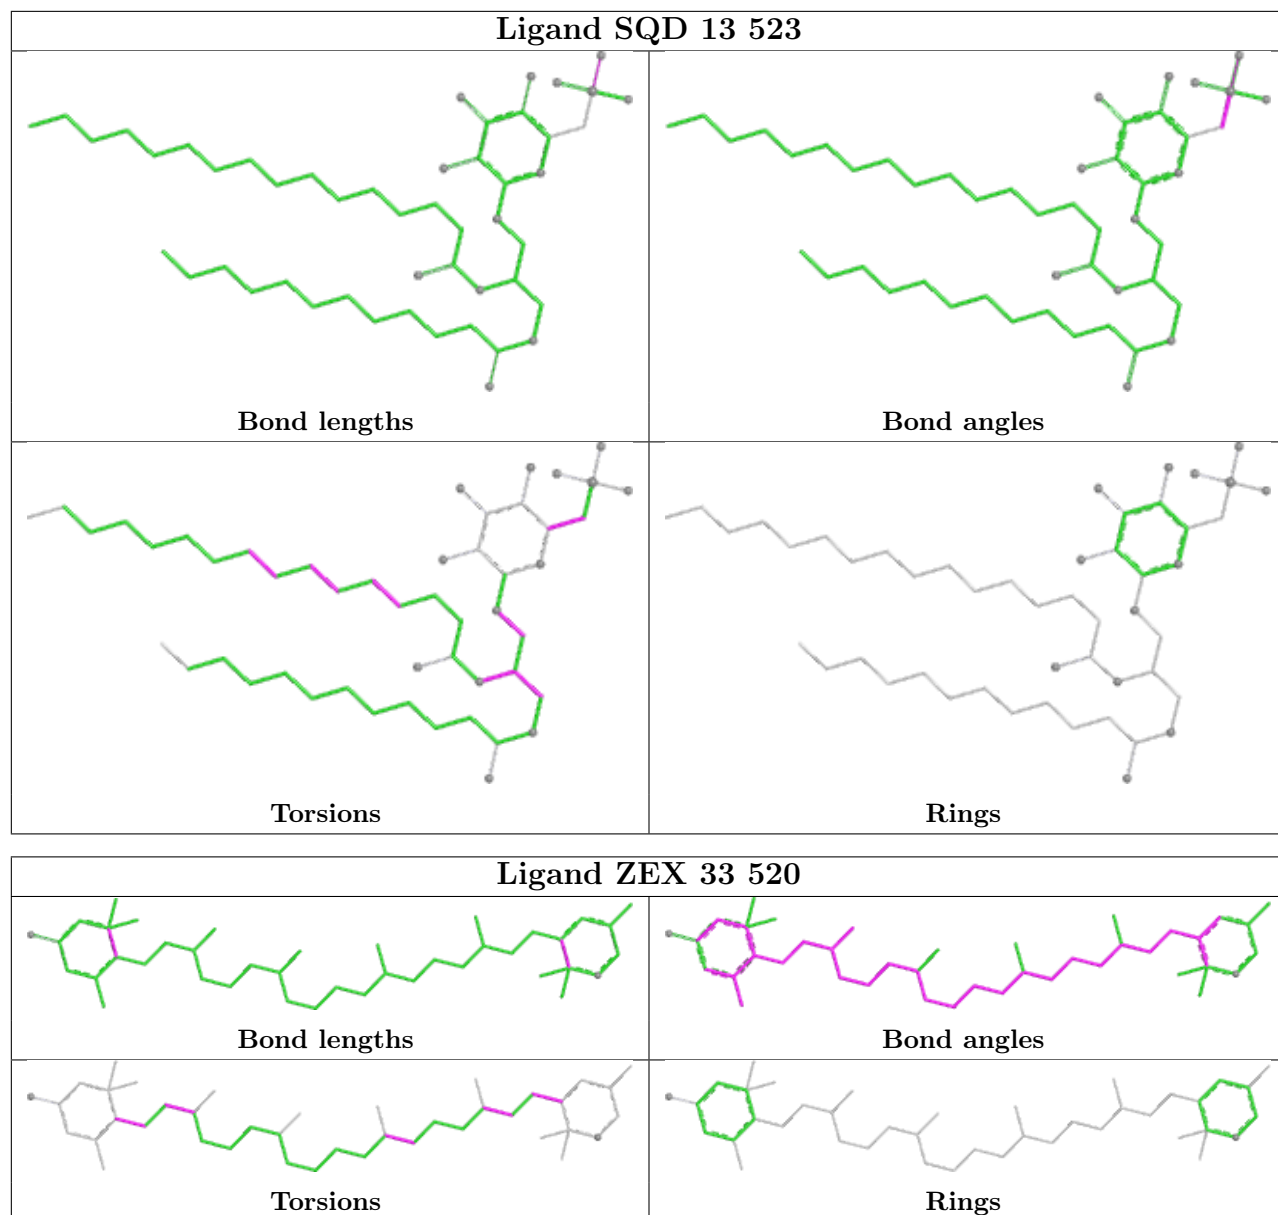 Ligand SQD 13 523
Bond lengths
Bond angles
Torsions
Rings
Ligand ZEX 33 520
Bond lengths
Bond angles
Torsions
Rings